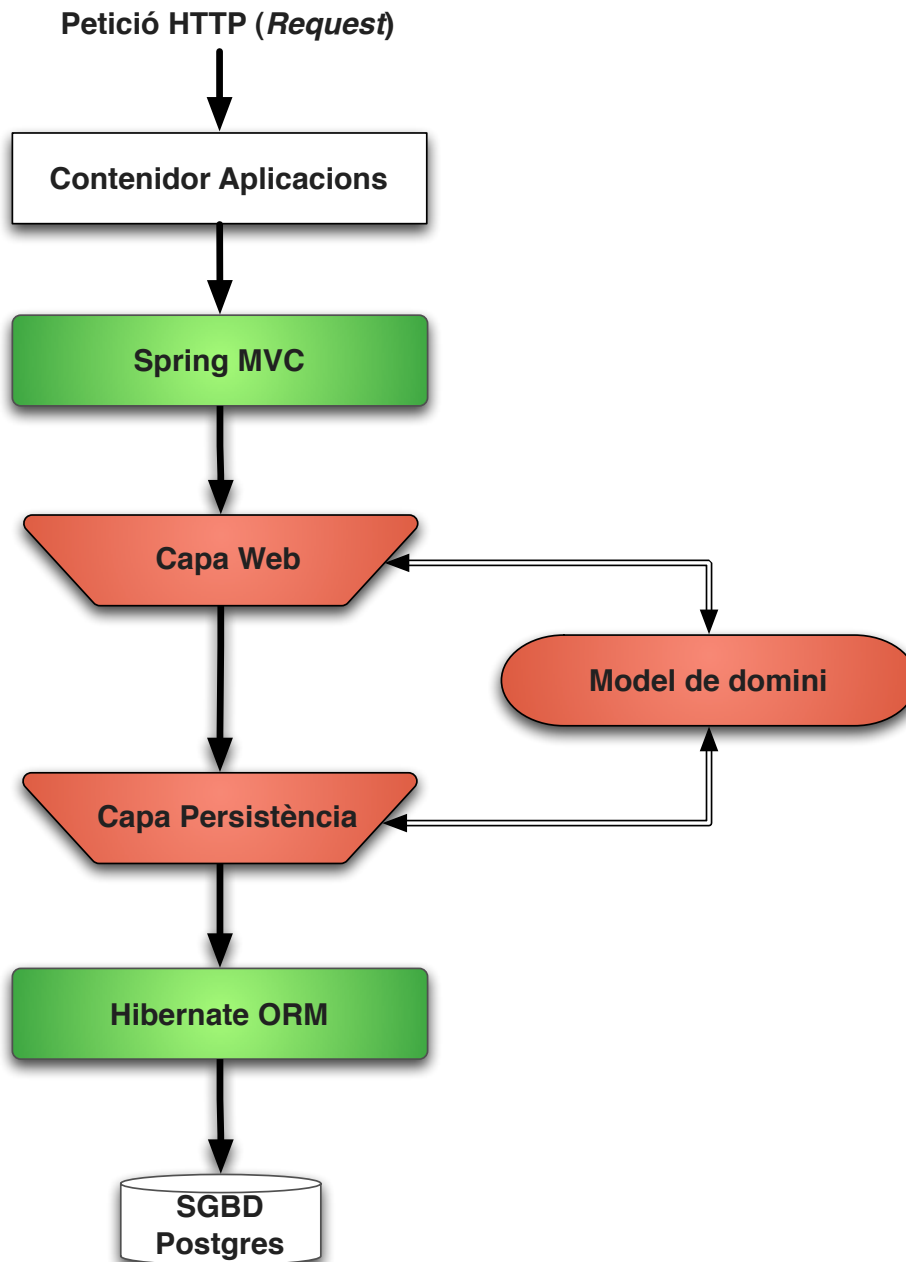 Petició HTTP (Request)
Contenidor Aplicacions
Spring MVC
Capa Web
Model de domini
Capa Persistència
Hibernate ORM
SGBD
Postgres